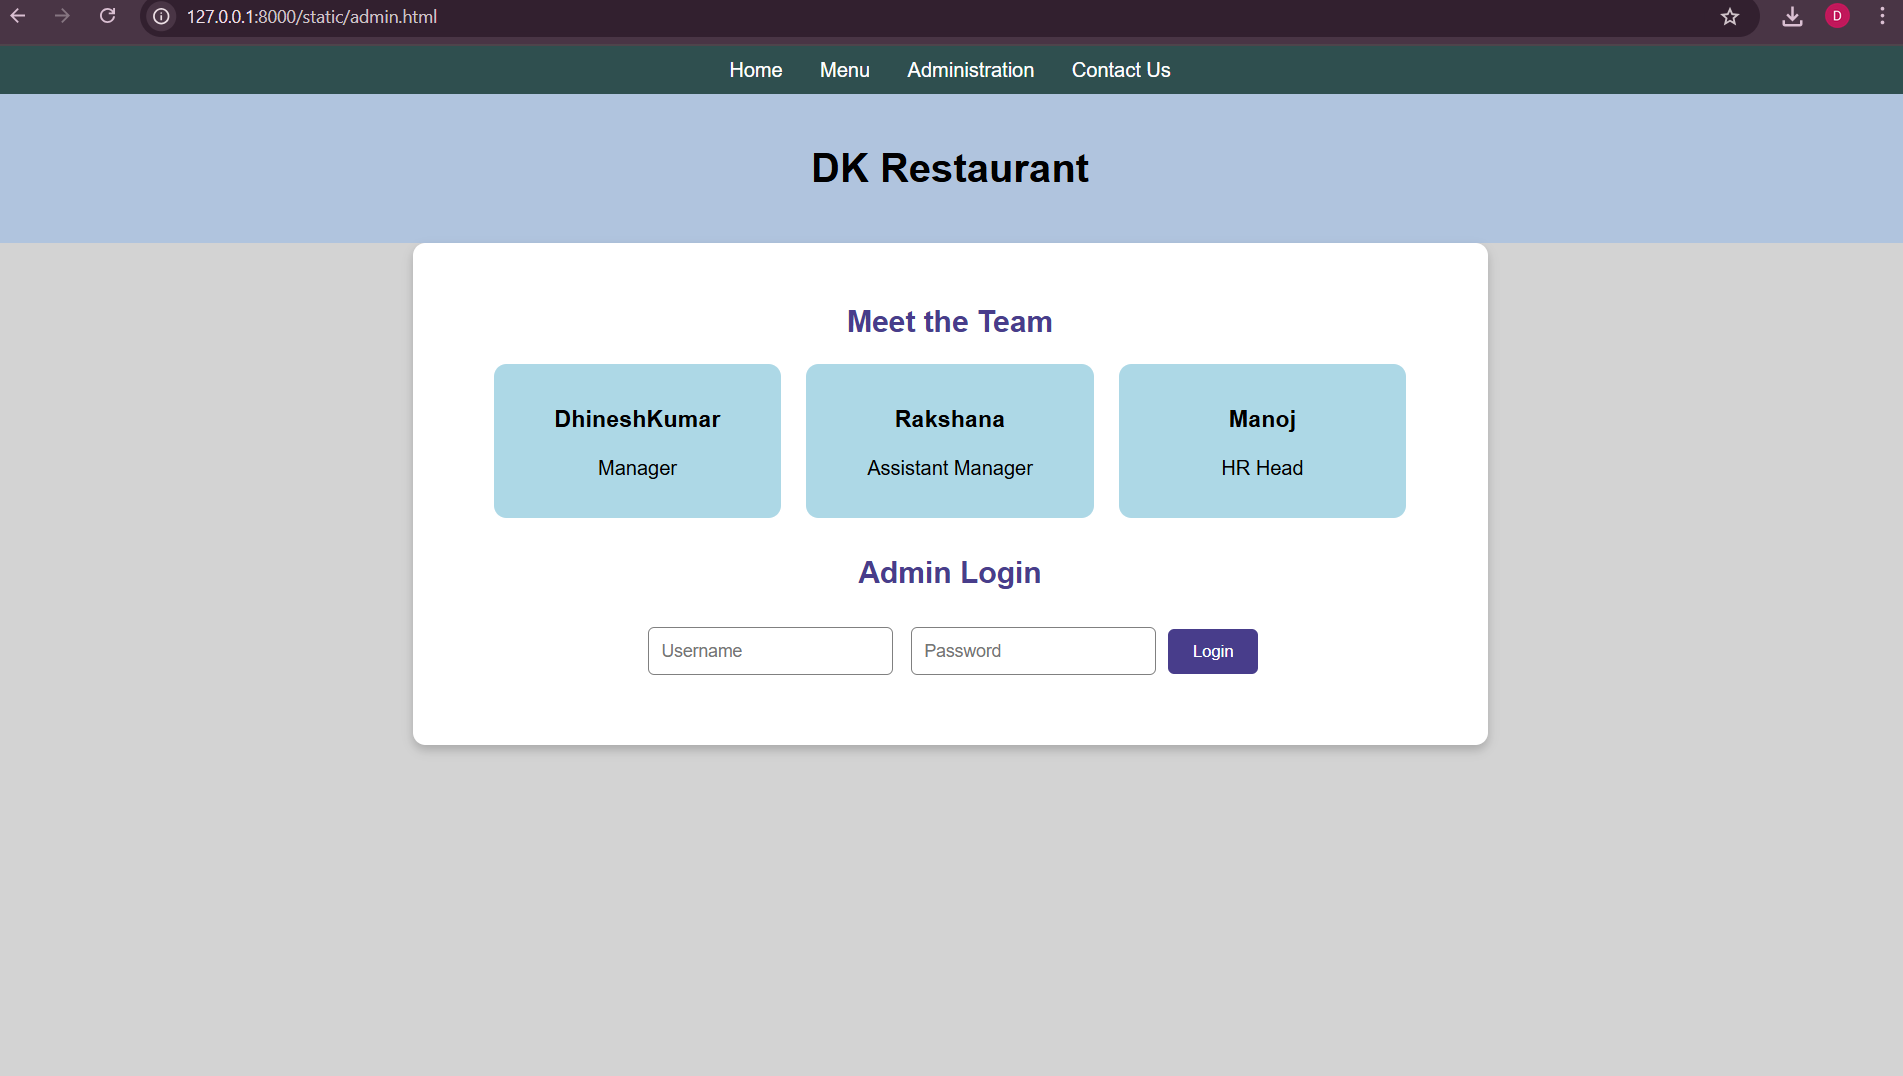 127.0.0.1:8000/static/admin.html
D
Home Menu Administration Contact Us
DK Restaurant
Meet the Team
DhineshKumar Rakshana Manoj
Manager Assistant Manager HR Head
Admin Login
Username Password Login